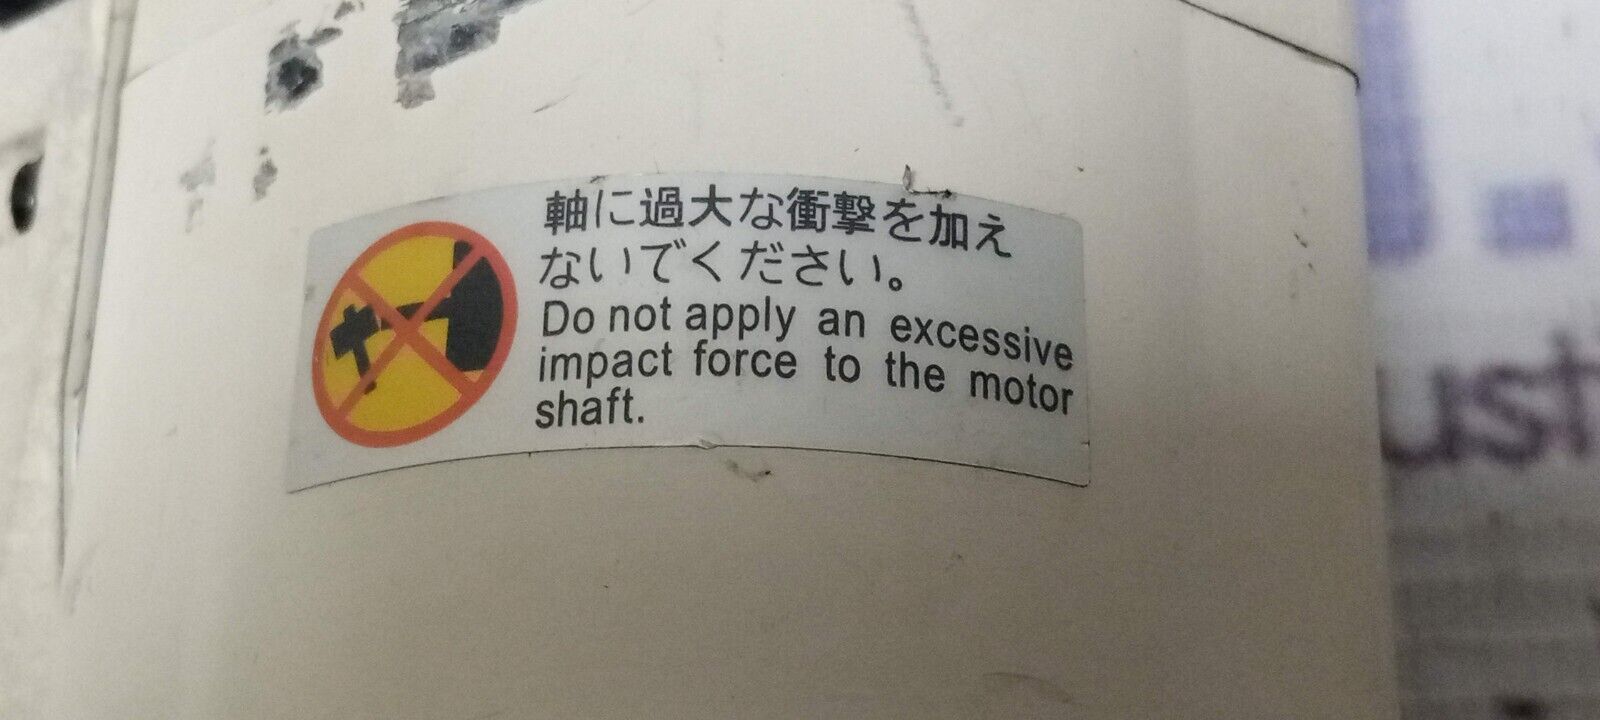 軸に過大な衝撃を加え
ないでください。
Do not apply an excessive
impact force to the motor
shaft.